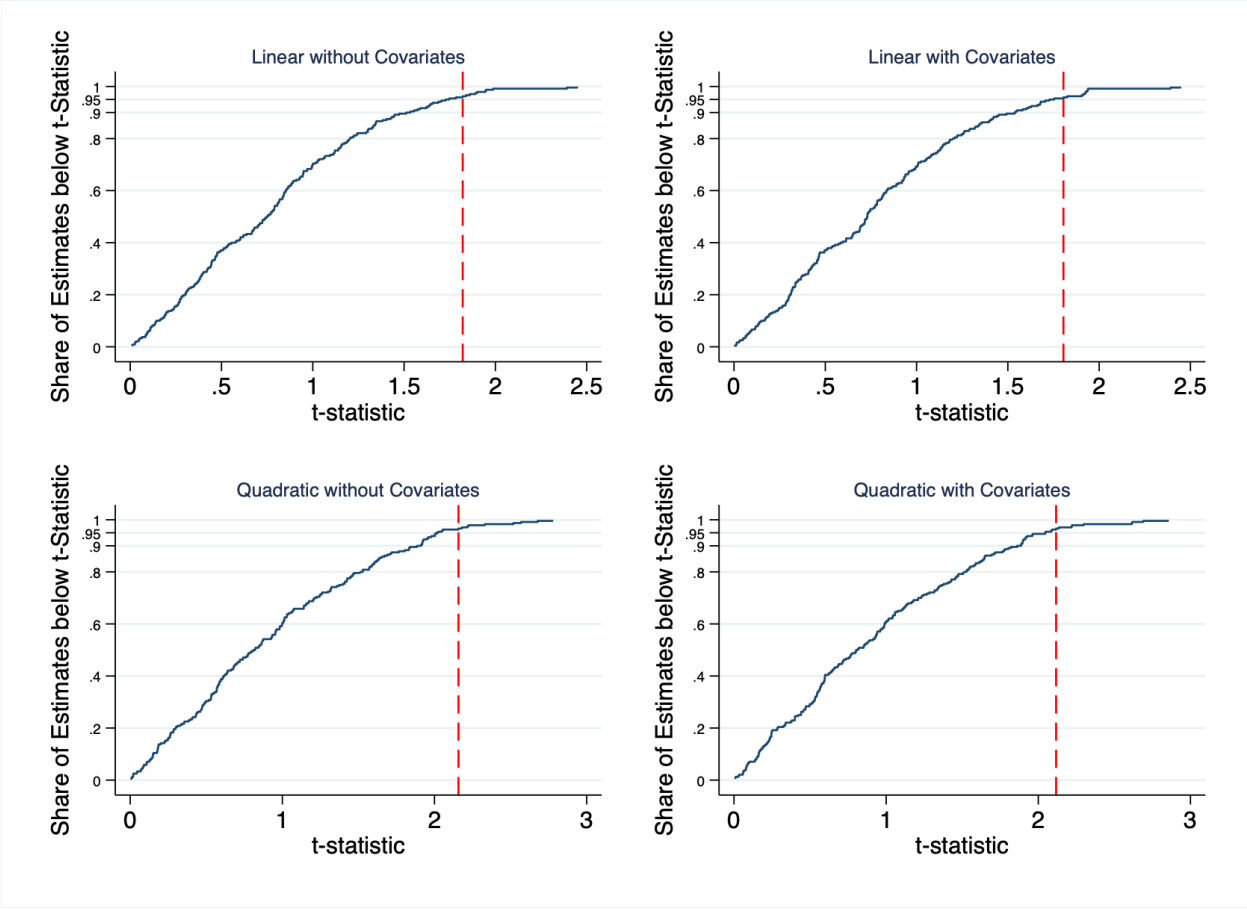 Linear without Covariates
Share of Estimates below t-Statistic
1
.95
.9
.8
.6
.4
.2
0
0 .5 1 1.5 2 2.5
t-statistic
Linear with Covariates
Share of Estimates below t-Statistic
1
.95
.9
.8
.6
.4
.2
0
0 .5 1 1.5 2 2.5
t-statistic
Quadratic without Covariates
Share of Estimates below t-Statistic
1
.95
.9
.8
.6
.4
.2
0
0 1 2 3
t-statistic
Quadratic with Covariates
Share of Estimates below t-Statistic
1
.95
.9
.8
.6
.4
.2
0
0 1 2 3
t-statistic